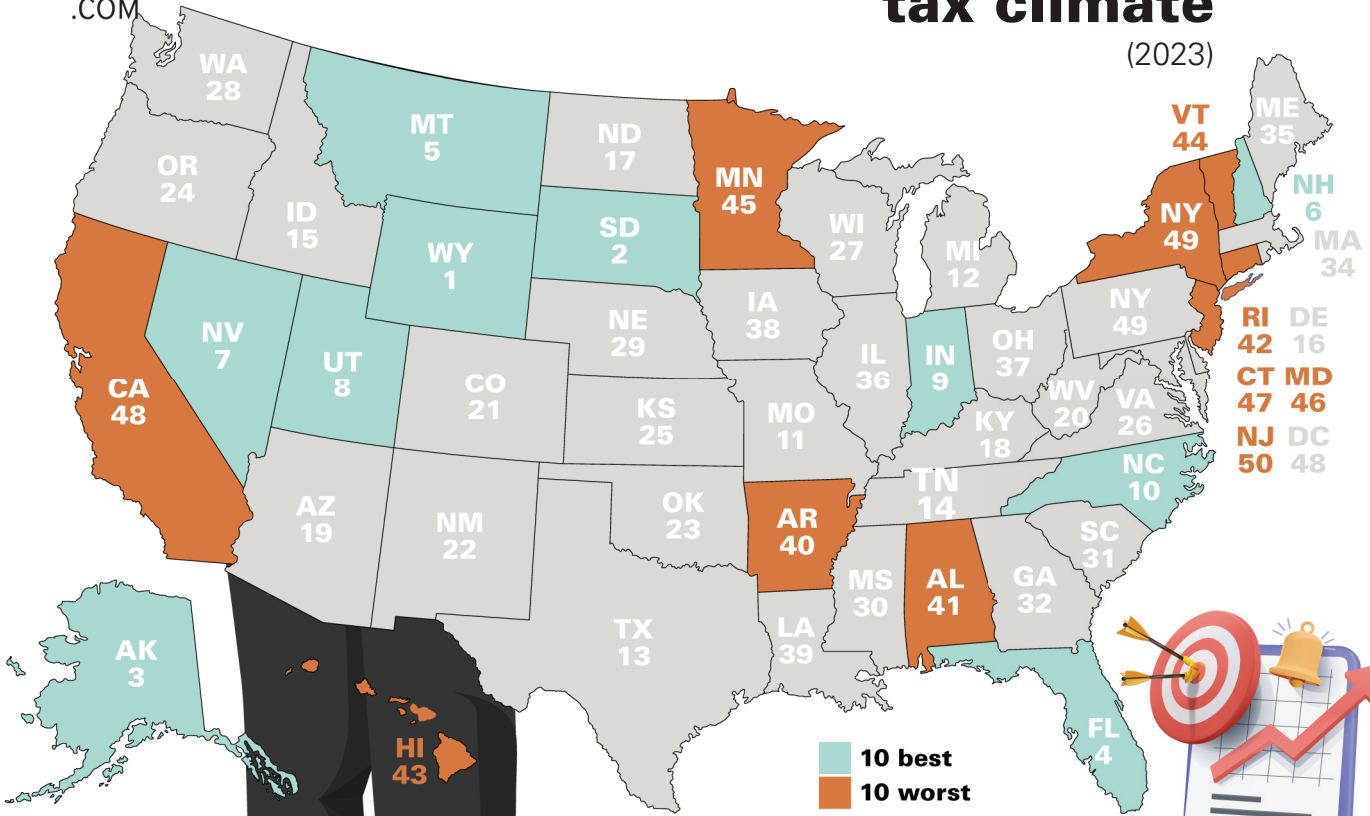 .COM
tax climate
(2023)
WA
28
MT
5
ND
17
MN
45
VT
44
ME
35
OR
24
ID
15
WY
1
SD
2
WI
27
MI
12
NY
49
NH
6
MA
34
NV
7
UT
8
CA
48
CO
21
NE
29
IA
38
IL
36
IN
9
OH
37
NY
49
RI DE
42 16
CT MD
47 46
NJ DC
50 48
KS
25
MO
11
KY
18
WV
20
VA
26
AZ
19
NM
22
OK
23
AR
40
TN
14
NC
10
SC
31
MS
30
AL
41
GA
32
TX
13
LA
39
AK
3
HI
43
FL
4
10 best
10 worst